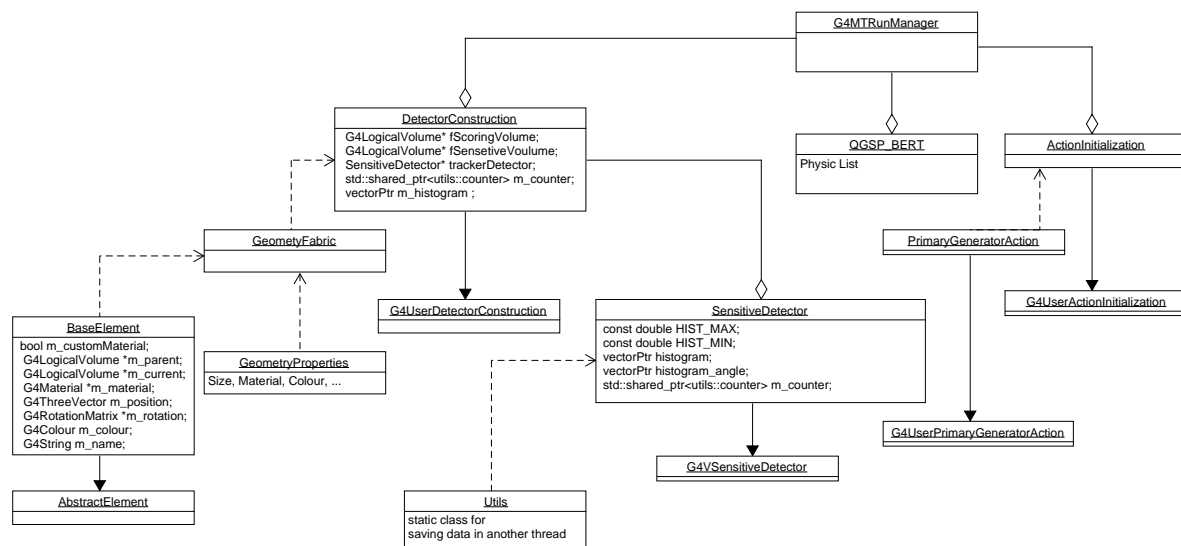 G4MTRunManager
DetectorConstruction
G4LogicalVolume* fScoringVolume;
G4LogicalVolume* fSensetiveVoulume;
SensitiveDetector* trackerDetector;
std::shared_ptr<utils::counter> m_counter;
vectorPtr m_histogram ;
QGSP_BERT
Physic List
ActionInitialization
GeometyFabric
PrimaryGeneratorAction
G4UserDetectorConstruction
SensitiveDetector
const double HIST_MAX;
const double HIST_MIN;
vectorPtr histogram;
vectorPtr histogram_angle;
std::shared_ptr<utils::counter> m_counter;
G4UserActionInitialization
BaseElement
bool m_customMaterial;
G4LogicalVolume *m_parent;
G4LogicalVolume *m_current;
G4Material *m_material;
G4ThreeVector m_position;
G4RotationMatrix *m_rotation;
G4Colour m_colour;
G4String m_name;
GeometryProperties
Size, Material, Colour, ...
G4UserPrimaryGeneratorAction
G4VSensitiveDetector
AbstractElement
Utils
static class for
saving data in another thread